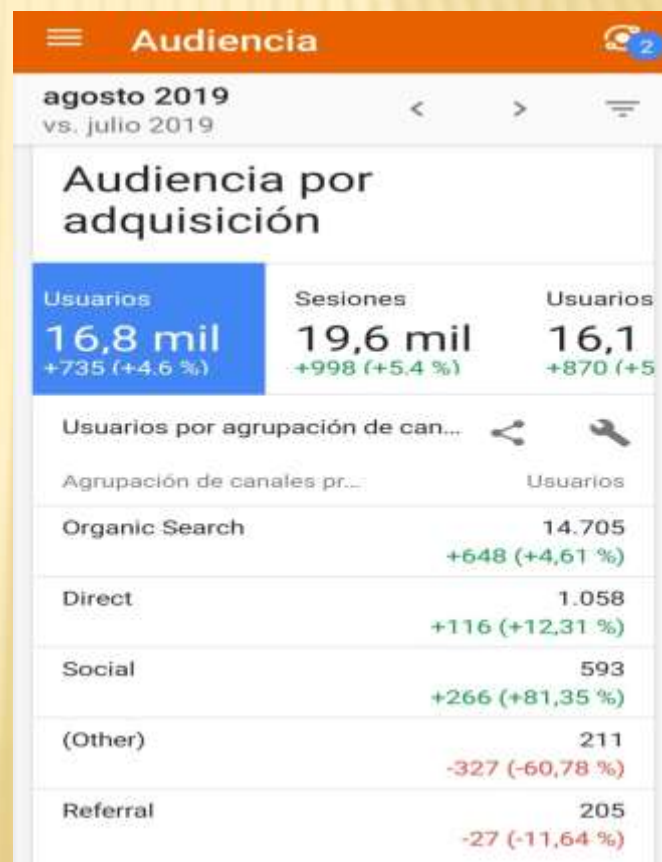 Audiencia
2
agosto 2019
vs. julio 2019
Audiencia por
adquisición
Usuarios
16,8 mil
+735 (+4.6 %)
Sesiones
19,6 mil
+998 (+5.4 %)
Usuarios
16,1
+870 (+5
Usuarios por agrupación de can...
Agrupación de canales pr... Usuarios
Organic Search 14.705
+648 (+4,61 %)
Direct 1.058
+116 (+12,31 %)
Social 593
+266 (+81,35 %)
(Other) 211
-327 (-60,78 %)
Referral 205
-27 (-11,64 %)